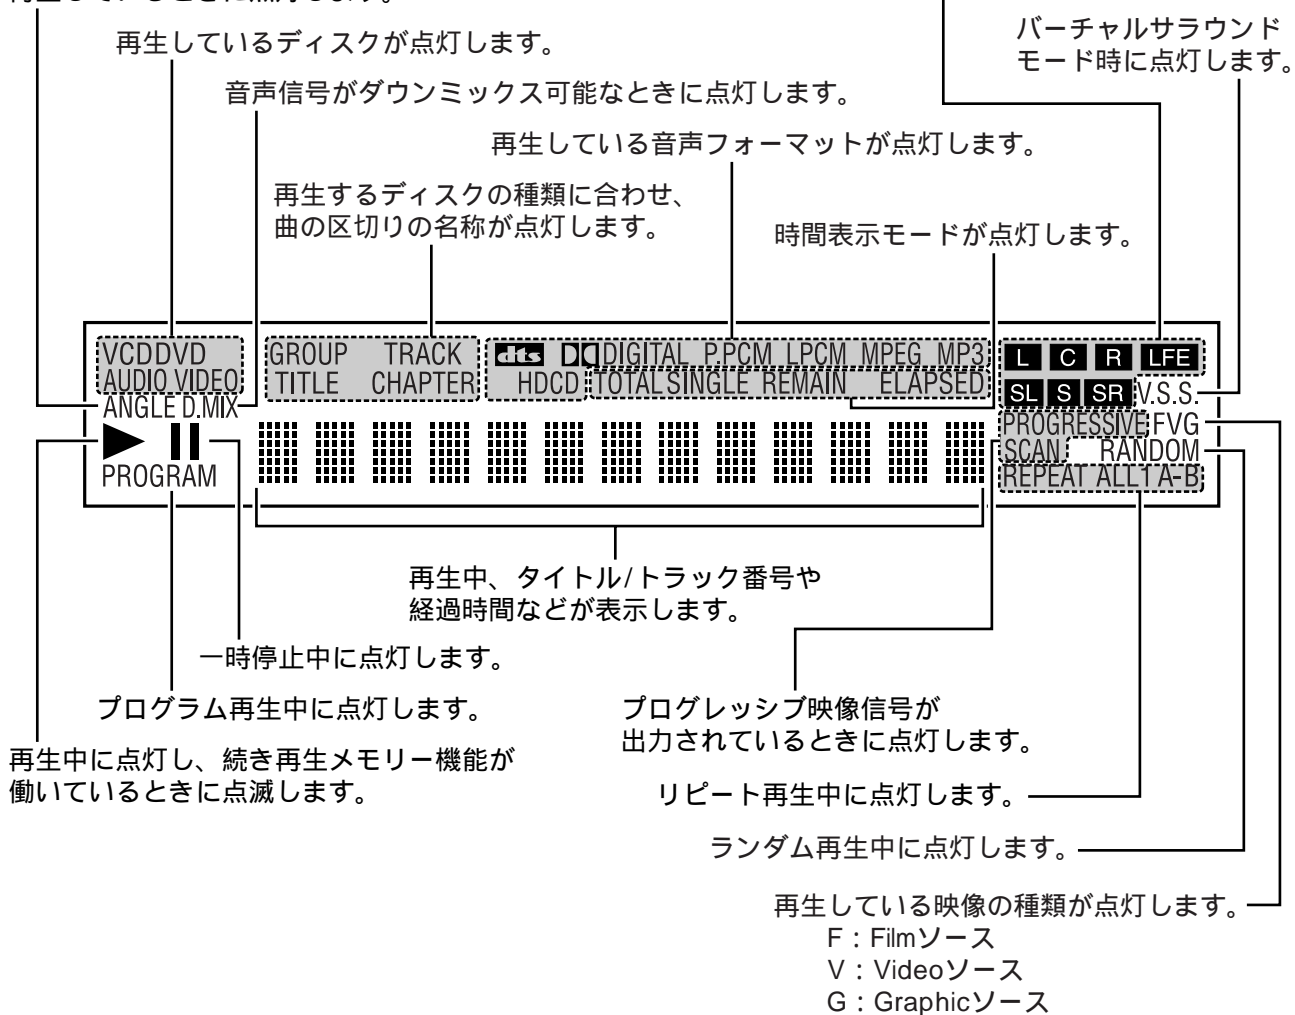 再生しているディスクが点灯します。
バーチャルサラウンド
モード時に点灯します。
音声信号がダウンミックス可能なときに点灯します。
再生している音声フォーマットが点灯します。
再生するディスクの種類に合わせ、
曲の区切りの名称が点灯します。
時間表示モードが点灯します。
VCD DVD GROUP TRACK dts DIGITAL P.PCM LPCM MPEG MP3 L C R LFE
AUDIO VIDEO TITLE CHAPTER HDCD TOTAL SINGLE REMAIN ELAPSED SL S SR V.S.S.
ANGLE D.MIX PROGRESSIVE FVG
SCAN RANDOM
PROGRAM REPEAT ALL 1 A-B
再生中、タイトル/トラック番号や
経過時間などが表示します。
一時停止中に点灯します。
プログラム再生中に点灯します。
プログレッシブ映像信号が
出力されているときに点灯します。
再生中に点灯し、続き再生メモリー機能が
働いているときに点滅します。
リピート再生中に点灯します。
ランダム再生中に点灯します。
再生している映像の種類が点灯します。
F：Filmソース
V：Videoソース
G：Graphicソース